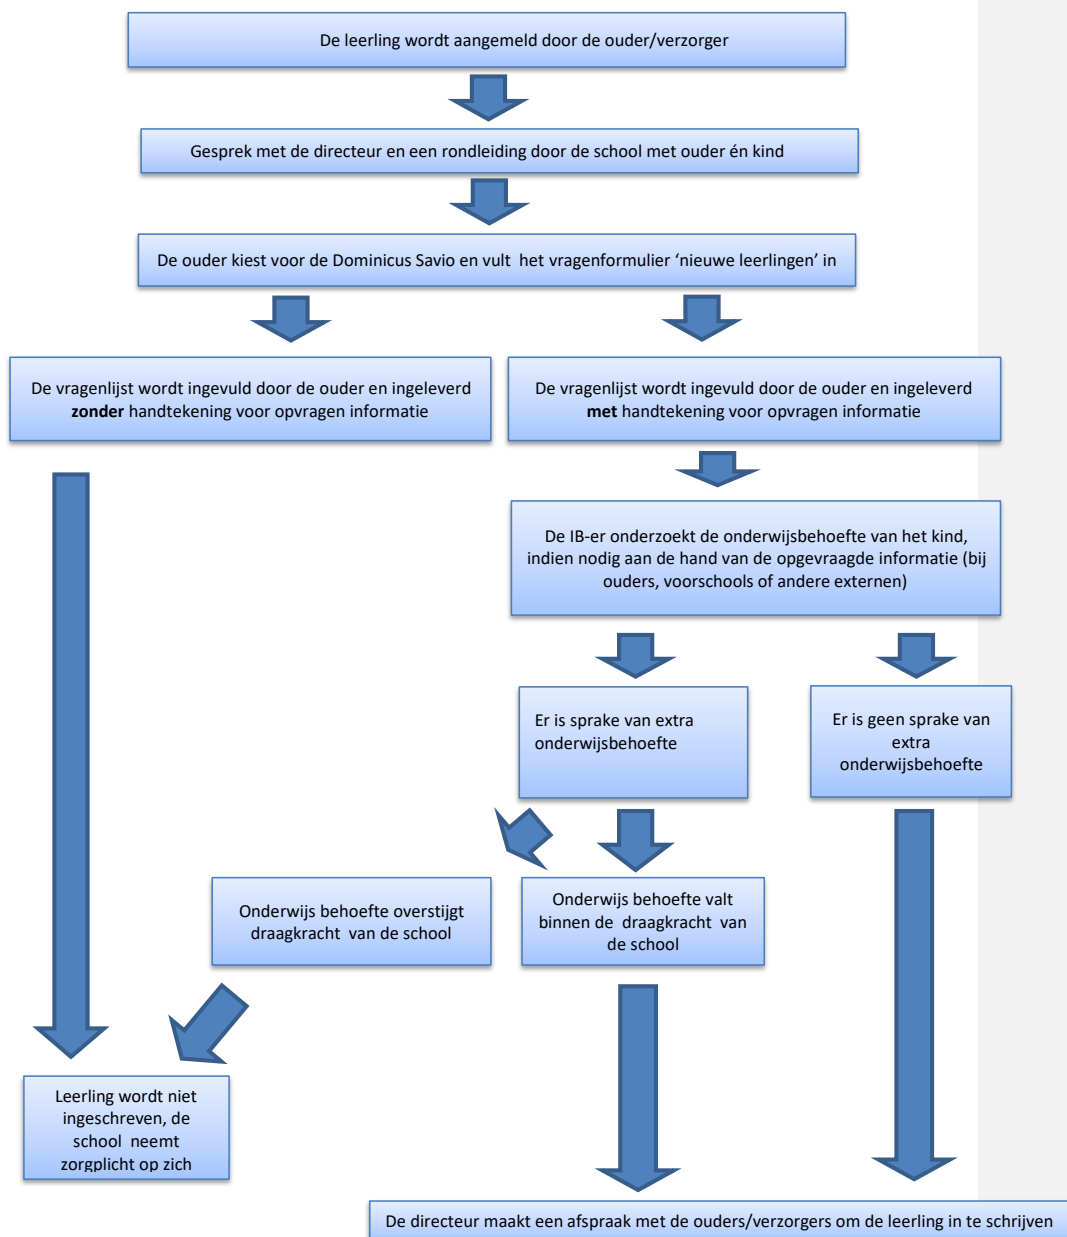 De leerling wordt aangemeld door de ouder/verzorger
Gesprek met de directeur en een rondleiding door de school met ouder én kind
De ouder kiest voor de Dominicus Savio en vult het vragenformulier ‘nieuwe leerlingen’ in
De vragenlijst wordt ingevuld door de ouder en ingeleverd
zonder handtekening voor opvragen informatie
De vragenlijst wordt ingevuld door de ouder en ingeleverd
met handtekening voor opvragen informatie
De IB-er onderzoekt de onderwijsbehoefte van het kind,
indien nodig aan de hand van de opgevraagde informatie (bij
ouders, voorschools of andere externen)
Er is sprake van extra
onderwijsbehoefte
Er is geen sprake van
extra
onderwijsbehoefte
Onderwijs behoefte overstijgt
draagkracht van de school
Onderwijs behoefte valt
binnen de draagkracht van
de school
Leerling wordt niet
ingeschreven, de
school neemt
zorgplicht op zich
De directeur maakt een afspraak met de ouders/verzorgers om de leerling in te schrijven